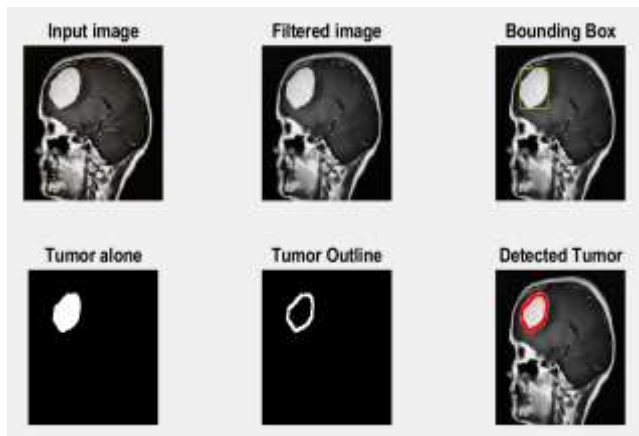 Input image
Filtered image
Bounding Box
Tumor alone
Tumor Outline
Detected Tumor